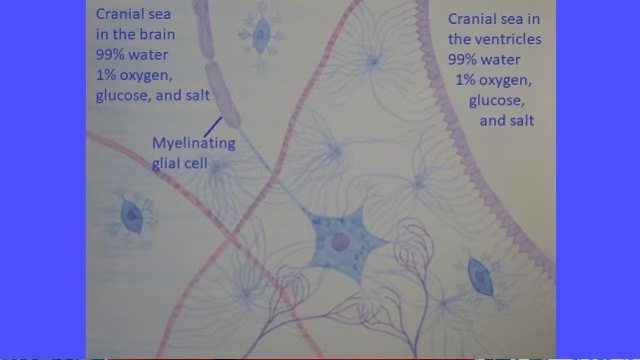 Cranial sea
in the brain
99% water
1% oxygen,
glucose, and salt
Myelinating
glial cell
Cranial sea in
the ventricles
99% water
1% oxygen,
glucose,
and salt